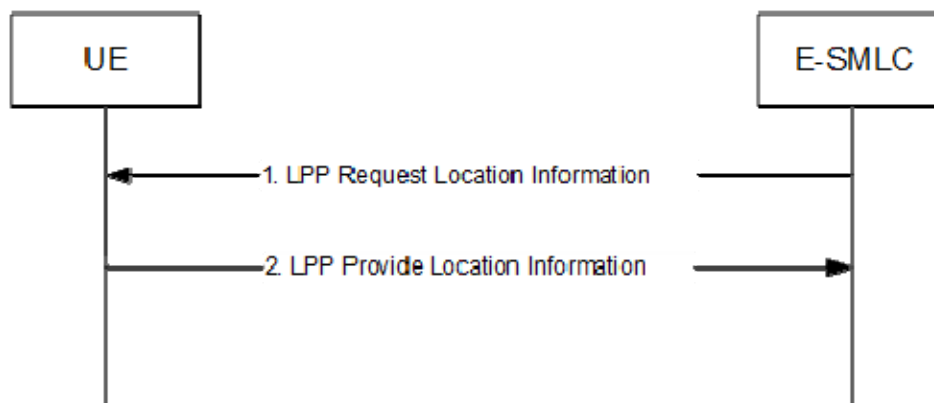 UE
E-SMLC
1. LPP Request Location Information
2. LPP Provide Location Information